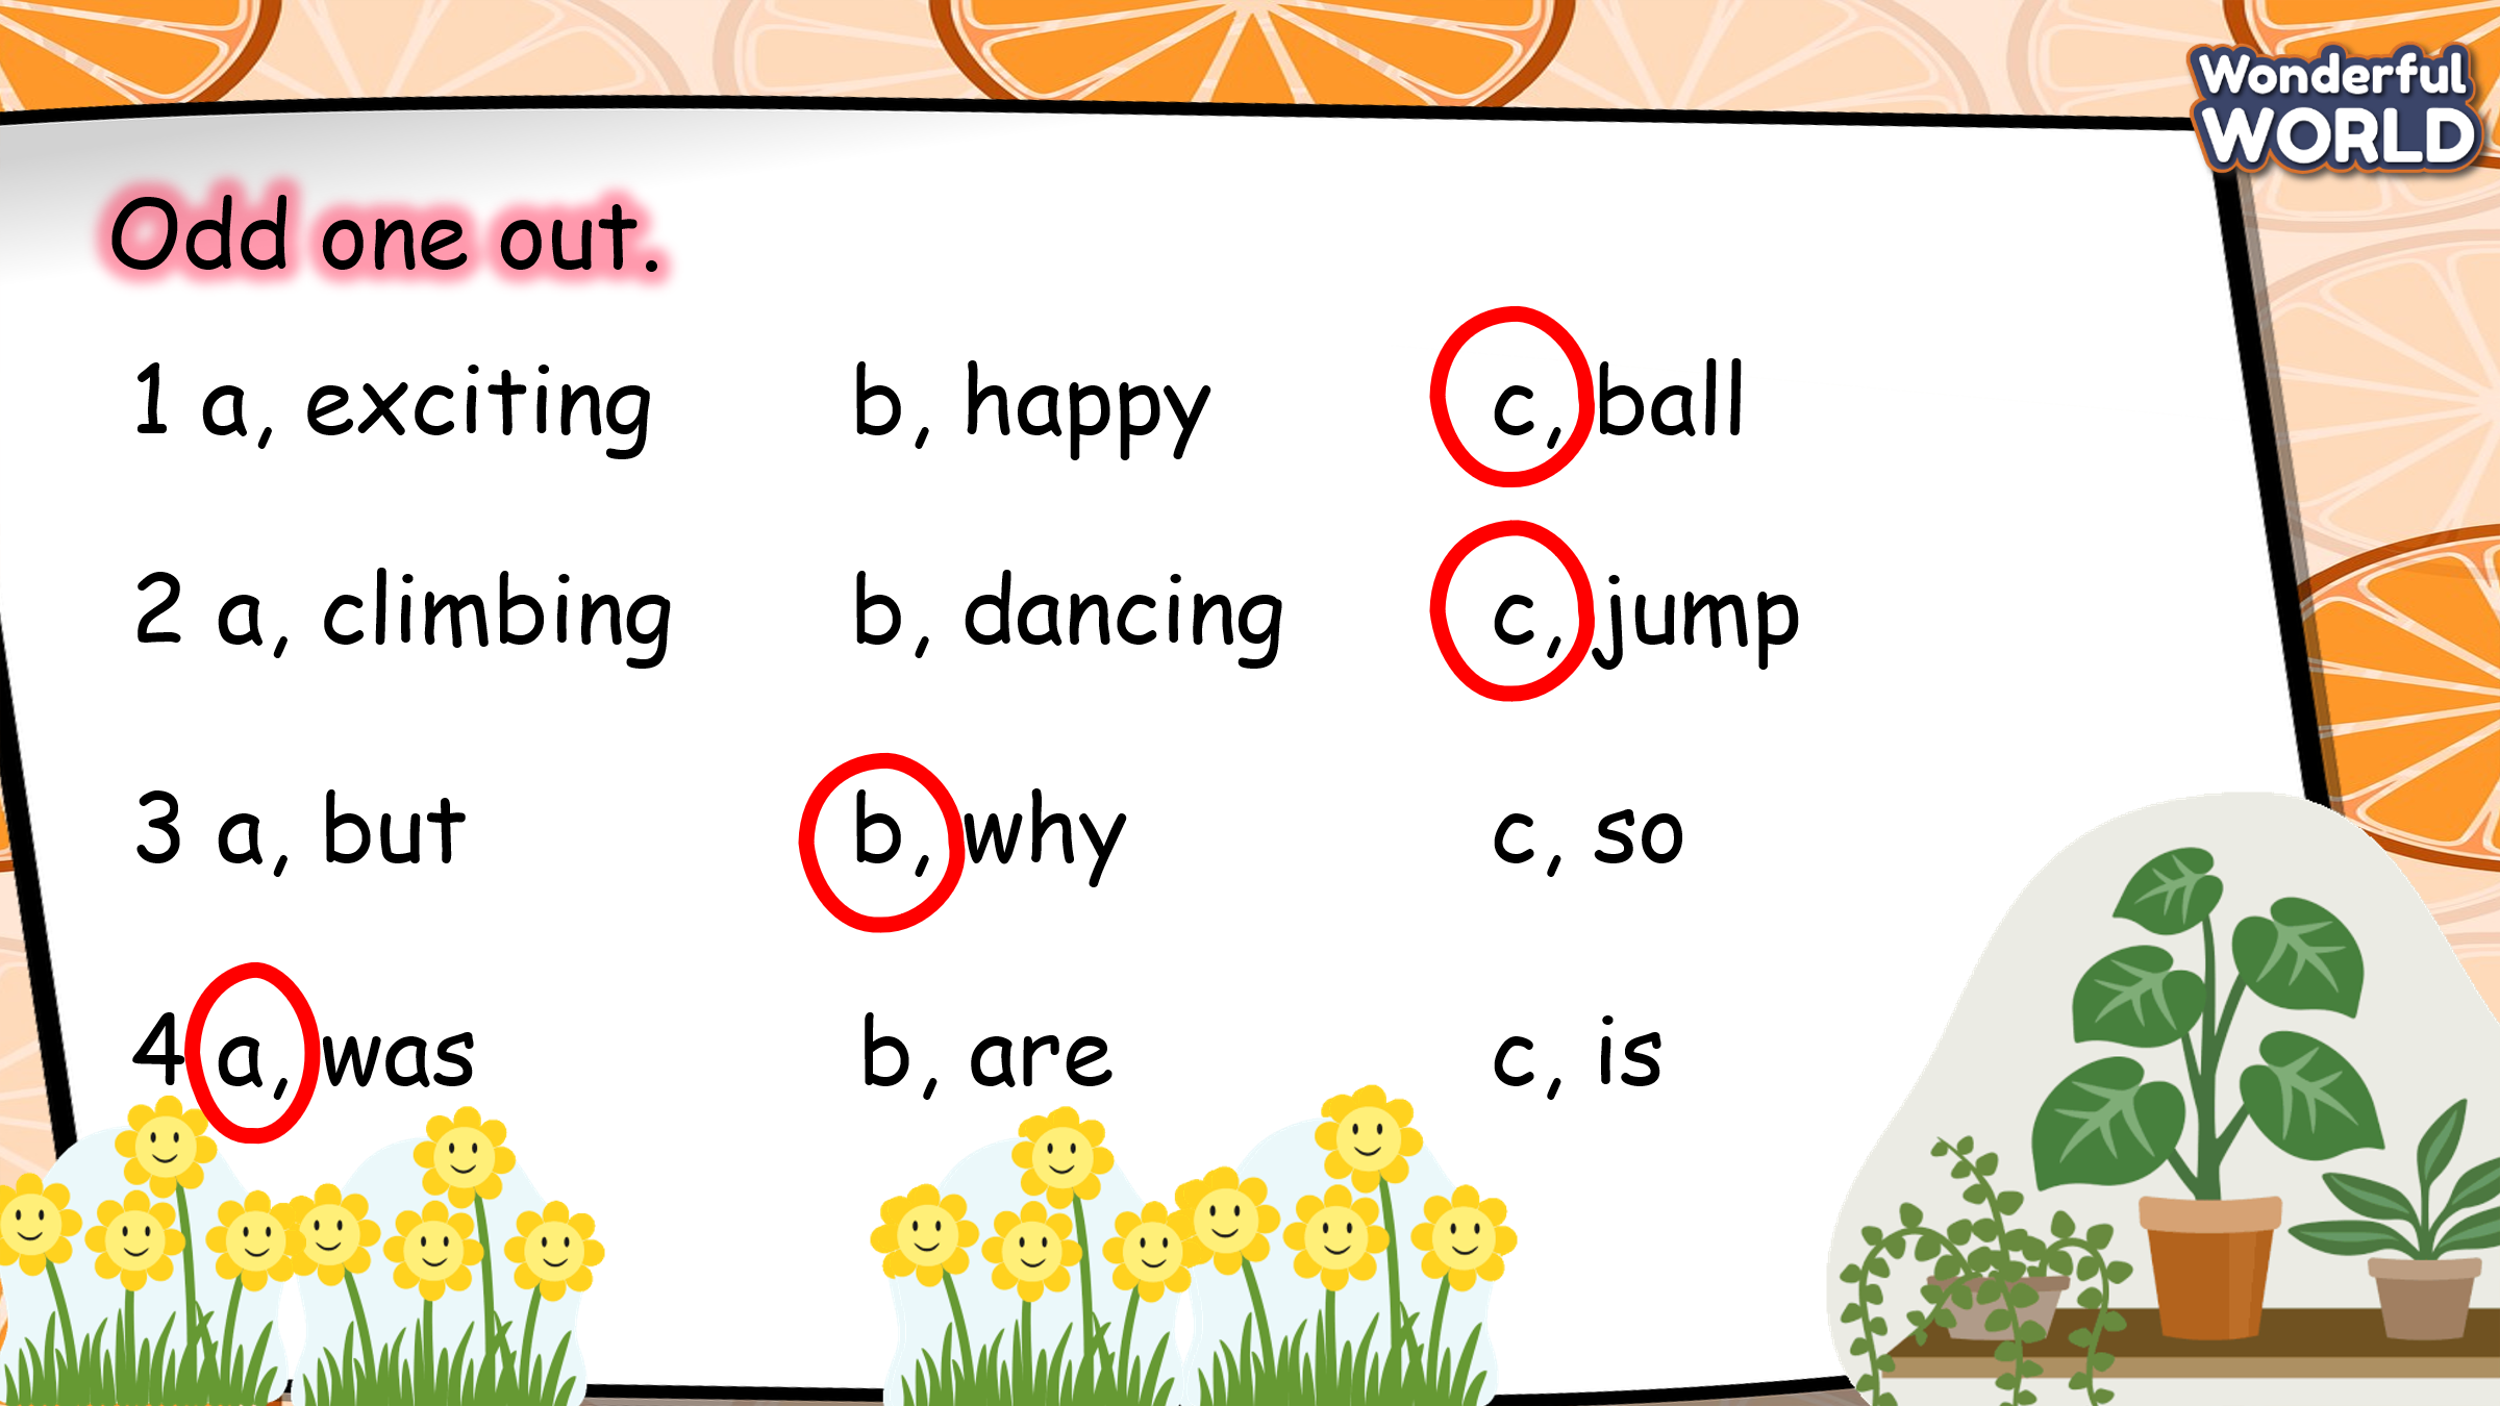 Wonderful
WORLD
Odd one out.
1 a, exciting b, happy c, ball
2 a, climbing b, dancing c, jump
3 a, but b, why c, so
4 a, was b, are c, is